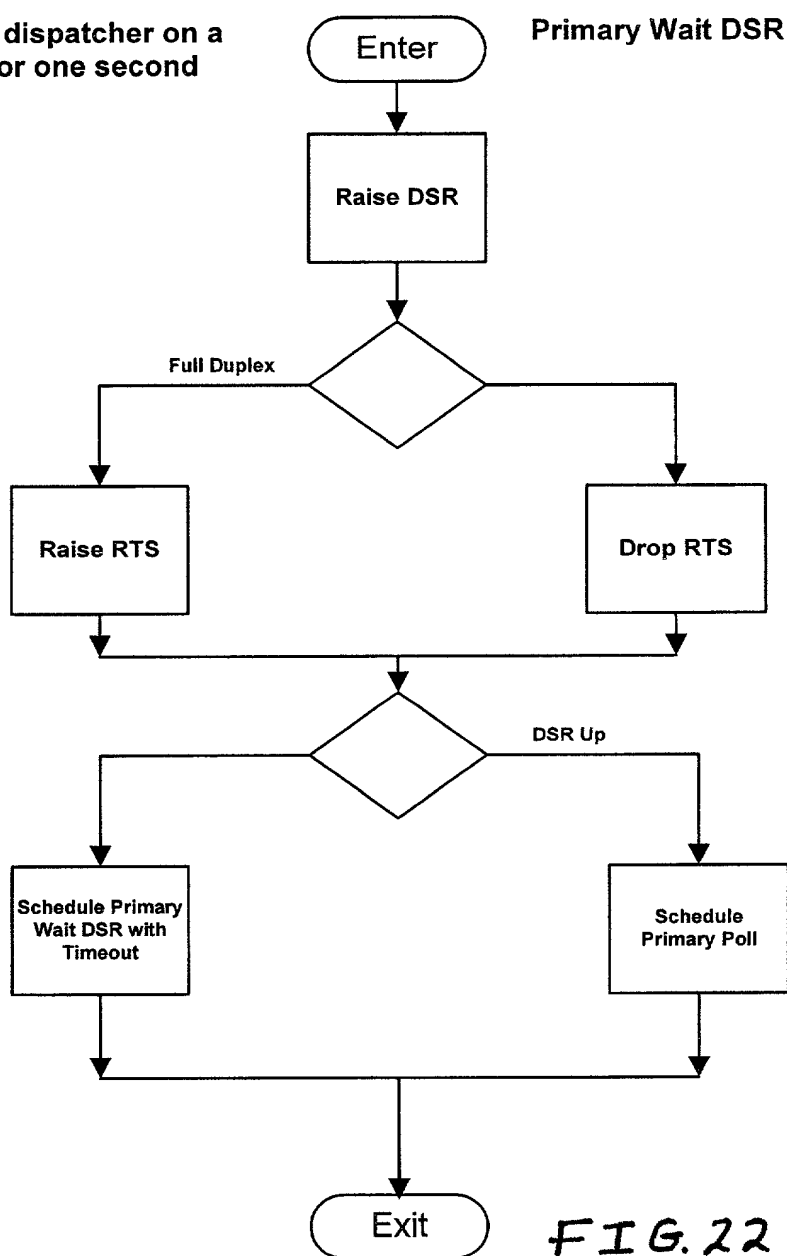 dispatcher on a
or one second
Enter
Primary Wait DSR
Raise DSR
Full Duplex
Raise RTS
Drop RTS
DSR Up
Schedule Primary
Wait DSR with
Timeout
Schedule
Primary Poll
Exit
FIG. 22